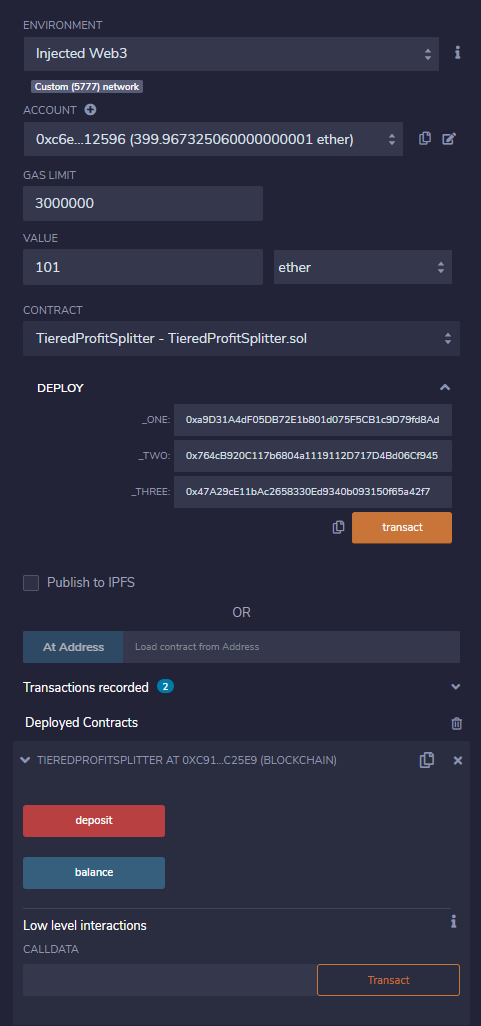 ENVIRONMENT
Injected Web3
Custom (5777) network
ACCOUNT
0xc6e...12596 (399.967325060000000001 ether)
GAS LIMIT
3000000
VALUE
101 ether
CONTRACT
TieredProfitSplitter - TieredProfitSplitter.sol
DEPLOY
_ONE: 0xa9D31A4dF05DB72E1b801d075F5CB1c9D79fd8Ad
_TWO: 0x764cB920C117b6804a1119112D717D4Bd06Cf945
_THREE: 0x47A29cE11bAc2658330Ed9340b093150f65a42f7
transact
Publish to IPFS
OR
At Address Load contract from Address
Transactions recorded 2
Deployed Contracts
TIEREDPROFITSPLITTER AT 0XC91...C25E9 (BLOCKCHAIN)
deposit
balance
Low level interactions
CALLDATA
Transact